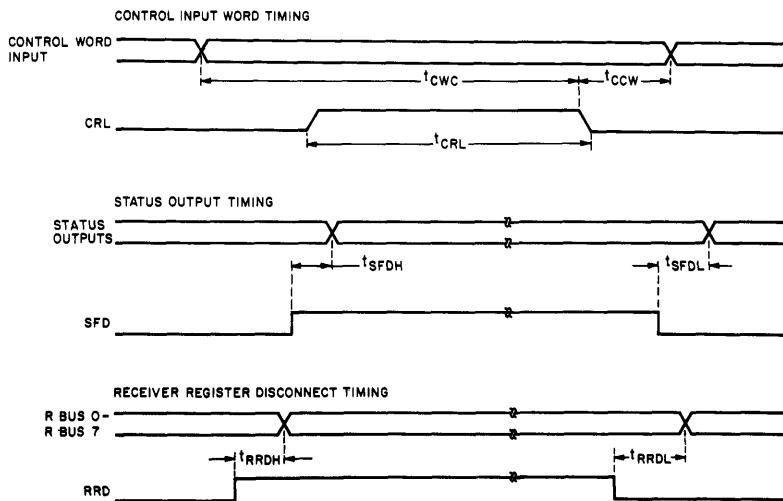 CONTROL INPUT WORD TIMING
CONTROL WORD
INPUT
tCWC
tCCW
CRL
tCRL
STATUS OUTPUT TIMING
STATUS
OUTPUTS
tSFDH
tSFDL
SFD
RECEIVER REGISTER DISCONNECT TIMING
R BUS 0-
R BUS 7
tRRDH
tRRDL
RRD